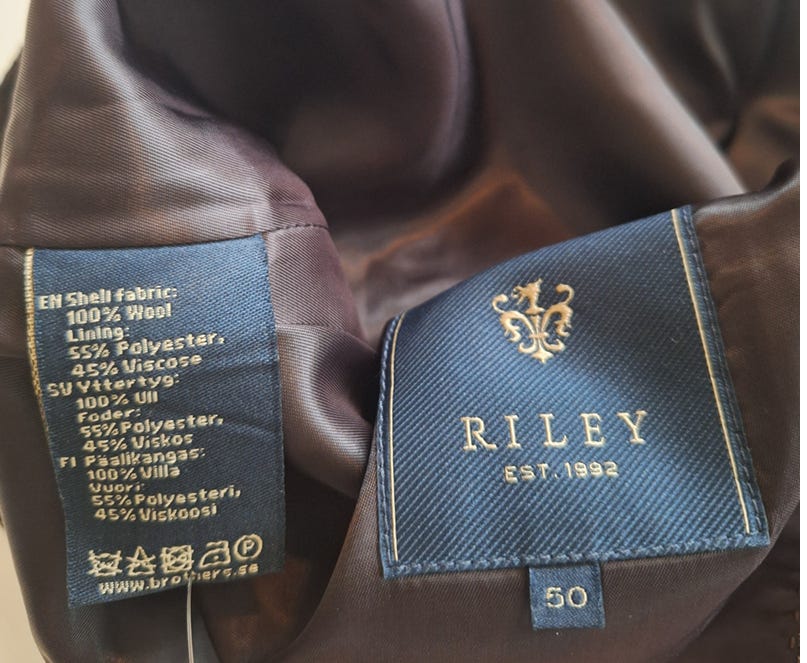 EN Shell fabric:
100% Wool
Lining:
55% Polyester,
45% Viscose
SV Yttertyg:
100% Ull
Foder:
55% Polyester,
45% Viskos
FI Päälikangas:
100% Villa
Vuori:
55% Polyesteri,
45% Viskoosi
P
www.brothers.se
RILEY
EST. 1992
50